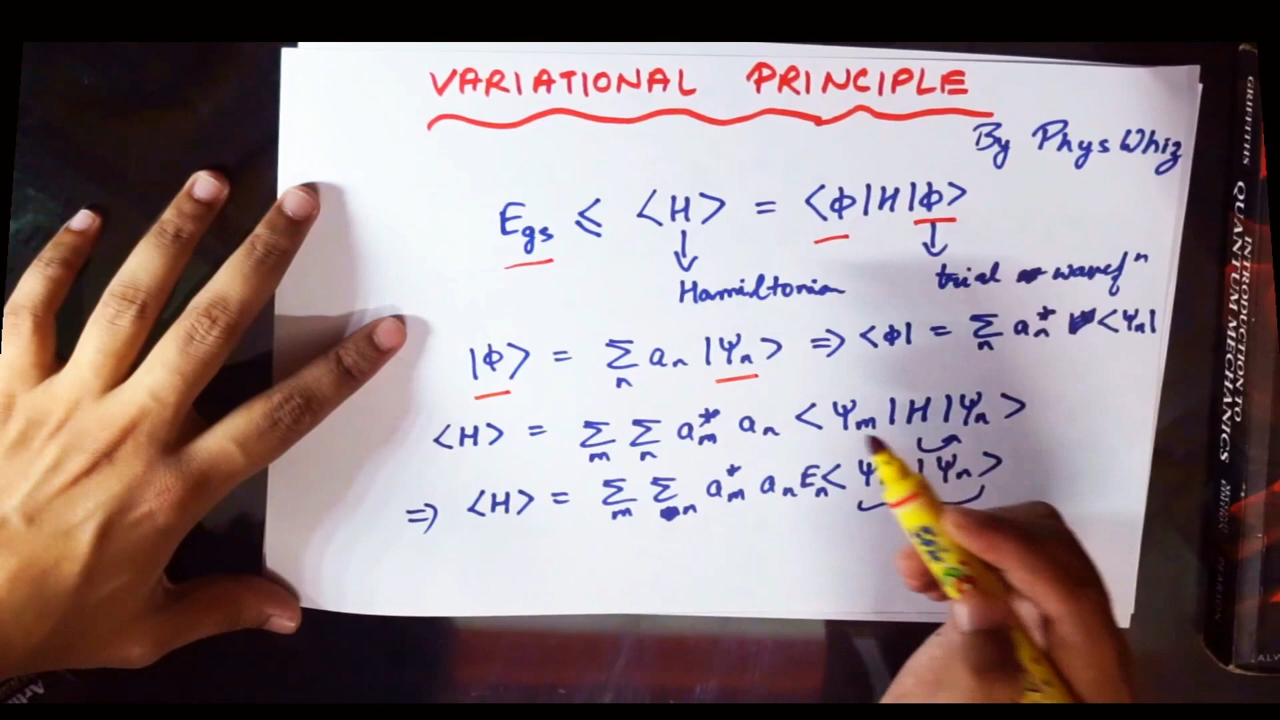 VARIATIONAL PRINCIPLE
By PhysWhiz
E_gs ⩽ <H> = <Φ|H|Φ>
Hamiltonian
trial wavefⁿ
|Φ> = Σ_n a_n |Ψ_n> ⇒ <Φ| = Σ_n a_n* <Ψ_n|
<H> = Σ_m Σ_n a_m* a_n <Ψ_m|H|Ψ_n>
⇒ <H> = Σ_m Σ_n a_m* a_n E_n < Ψ | Ψ_n>
GRIFFITHS
INTRODUCTION TO
QUANTUM MECHANICS
PEARSON